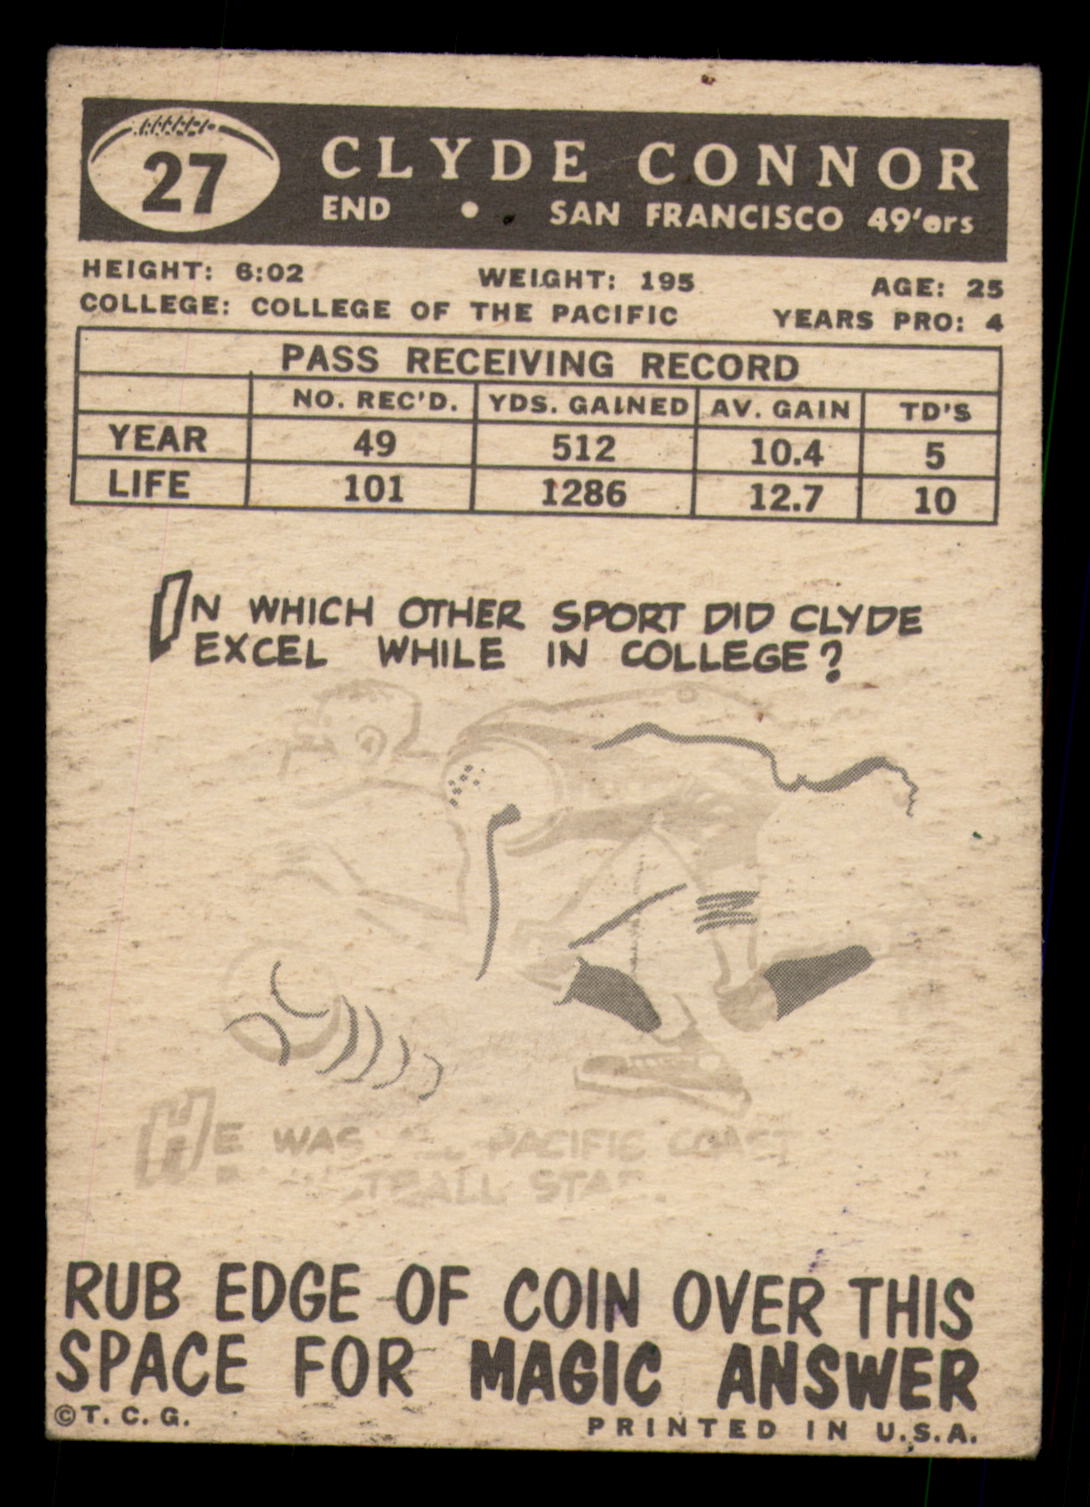 27
CLYDE CONNOR
END • SAN FRANCISCO 49'ers
HEIGHT: 6:02 WEIGHT: 195 AGE: 25
COLLEGE: COLLEGE OF THE PACIFIC YEARS PRO: 4
PASS RECEIVING RECORD
NO. REC'D. YDS. GAINED AV. GAIN TD'S
YEAR 49 512 10.4 5
LIFE 101 1286 12.7 10
IN WHICH OTHER SPORT DID CLYDE
EXCEL WHILE IN COLLEGE?
HE WAS PACIFIC COAST
RUB EDGE OF COIN OVER THIS
SPACE FOR MAGIC ANSWER
©T. C. G.
PRINTED IN U.S.A.